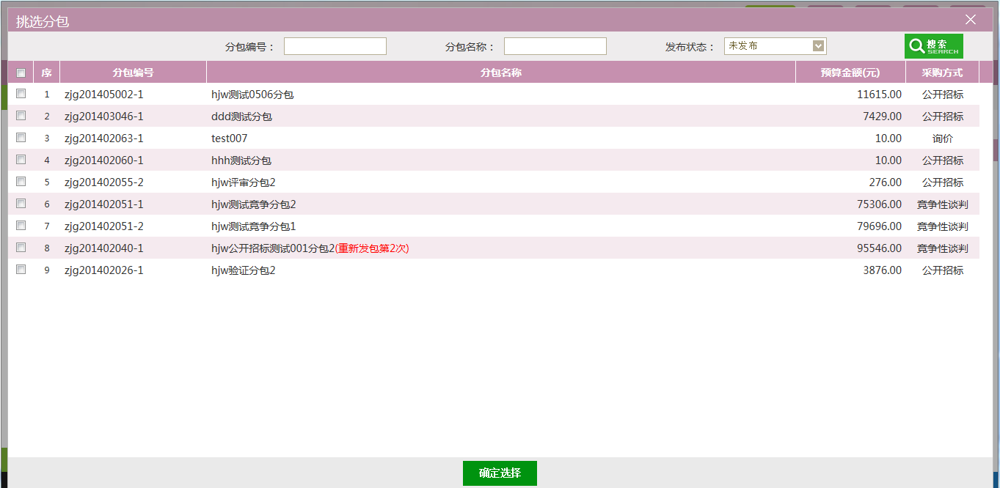 挑选分包
分包编号： 分包名称： 发布状态： 未发布 搜索 SEARCH
序 分包编号 分包名称 预算金额(元) 采购方式
1 zjg201405002-1 hjw测试0506分包 11615.00 公开招标
2 zjg201403046-1 ddd测试分包 7429.00 公开招标
3 zjg201402063-1 test007 10.00 询价
4 zjg201402060-1 hhh测试分包 10.00 公开招标
5 zjg201402055-2 hjw评审分包2 276.00 公开招标
6 zjg201402051-1 hjw测试竞争分包2 75306.00 竞争性谈判
7 zjg201402051-2 hjw测试竞争分包1 79696.00 竞争性谈判
8 zjg201402040-1 hjw公开招标测试001分包2(重新发包第2次) 95546.00 竞争性谈判
9 zjg201402026-1 hjw验证分包2 3876.00 公开招标
确定选择